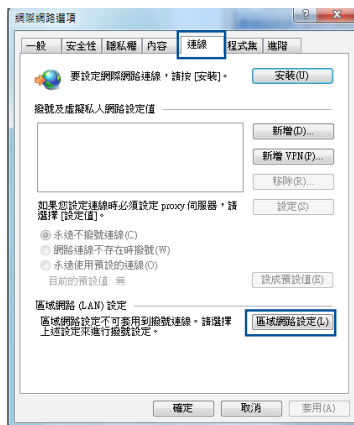 網際網路選項
一般 安全性 隱私權 內容 連線 程式集 進階
要設定網際網路連線，請按 [安裝]。 安裝(U)
撥號及虛擬私人網路設定值
新增(D)...
新增 VPN(P)...
移除(R)...
如果您設定連線時必須設定 proxy 伺服器，請
選擇 [設定值]。
設定(S)
永遠不撥號連線(C)
網路連線不存在時撥號(W)
永遠使用預設的連線(O)
目前的預設值: 無 設成預設值(E)
區域網路 (LAN) 設定
區域網路設定不可套用到撥號連線。請選擇
上述設定來進行撥號設定。
區域網路設定(L)
確定 取消 套用(A)